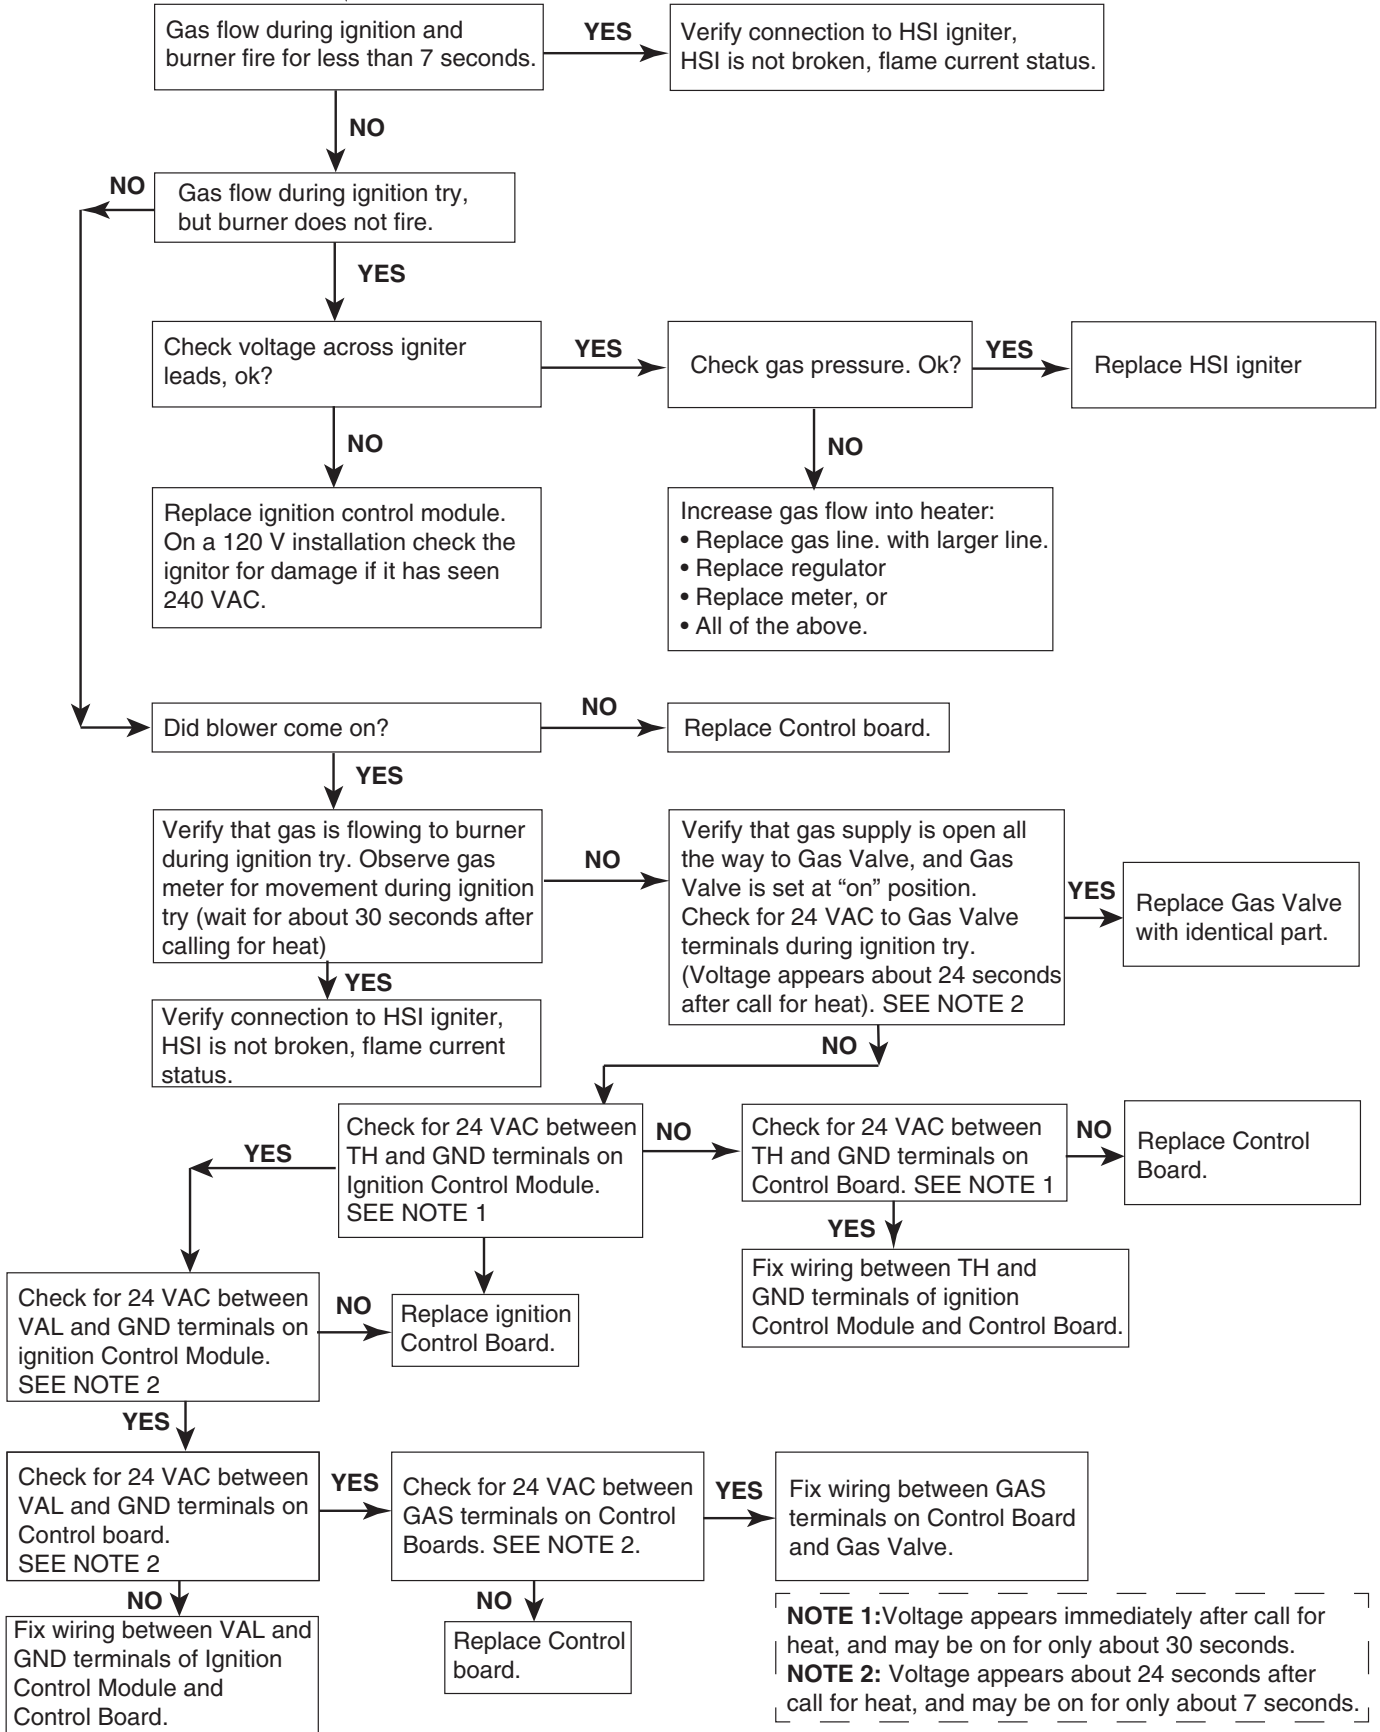 Gas flow during ignition and
burner fire for less than 7 seconds.
YES
Verify connection to HSI igniter,
HSI is not broken, flame current status.
NO
NO
Gas flow during ignition try,
but burner does not fire.
YES
Check voltage across igniter
leads, ok?
YES
Check gas pressure. Ok?
YES
Replace HSI igniter
NO
NO
Replace ignition control module.
On a 120 V installation check the
ignitor for damage if it has seen
240 VAC.
Increase gas flow into heater:
• Replace gas line. with larger line.
• Replace regulator
• Replace meter, or
• All of the above.
Did blower come on?
NO
Replace Control board.
YES
Verify that gas is flowing to burner
during ignition try. Observe gas
meter for movement during ignition
try (wait for about 30 seconds after
calling for heat)
NO
Verify that gas supply is open all
the way to Gas Valve, and Gas
Valve is set at “on” position.
Check for 24 VAC to Gas Valve
terminals during ignition try.
(Voltage appears about 24 seconds
after call for heat). SEE NOTE 2
YES
Replace Gas Valve
with identical part.
YES
Verify connection to HSI igniter,
HSI is not broken, flame current
status.
NO
YES
Check for 24 VAC between
TH and GND terminals on
Ignition Control Module.
SEE NOTE 1
NO
Check for 24 VAC between
TH and GND terminals on
Control Board. SEE NOTE 1
NO
Replace Control
Board.
YES
Fix wiring between TH and
GND terminals of ignition
Control Module and Control Board.
Check for 24 VAC between
VAL and GND terminals on
ignition Control Module.
SEE NOTE 2
NO
Replace ignition
Control Board.
YES
Check for 24 VAC between
VAL and GND terminals on
Control board.
SEE NOTE 2
YES
Check for 24 VAC between
GAS terminals on Control
Boards. SEE NOTE 2.
YES
Fix wiring between GAS
terminals on Control Board
and Gas Valve.
NO
Fix wiring between VAL and
GND terminals of Ignition
Control Module and
Control Board.
NO
Replace Control
board.
NOTE 1:Voltage appears immediately after call for
heat, and may be on for only about 30 seconds.
NOTE 2: Voltage appears about 24 seconds after
call for heat, and may be on for only about 7 seconds.